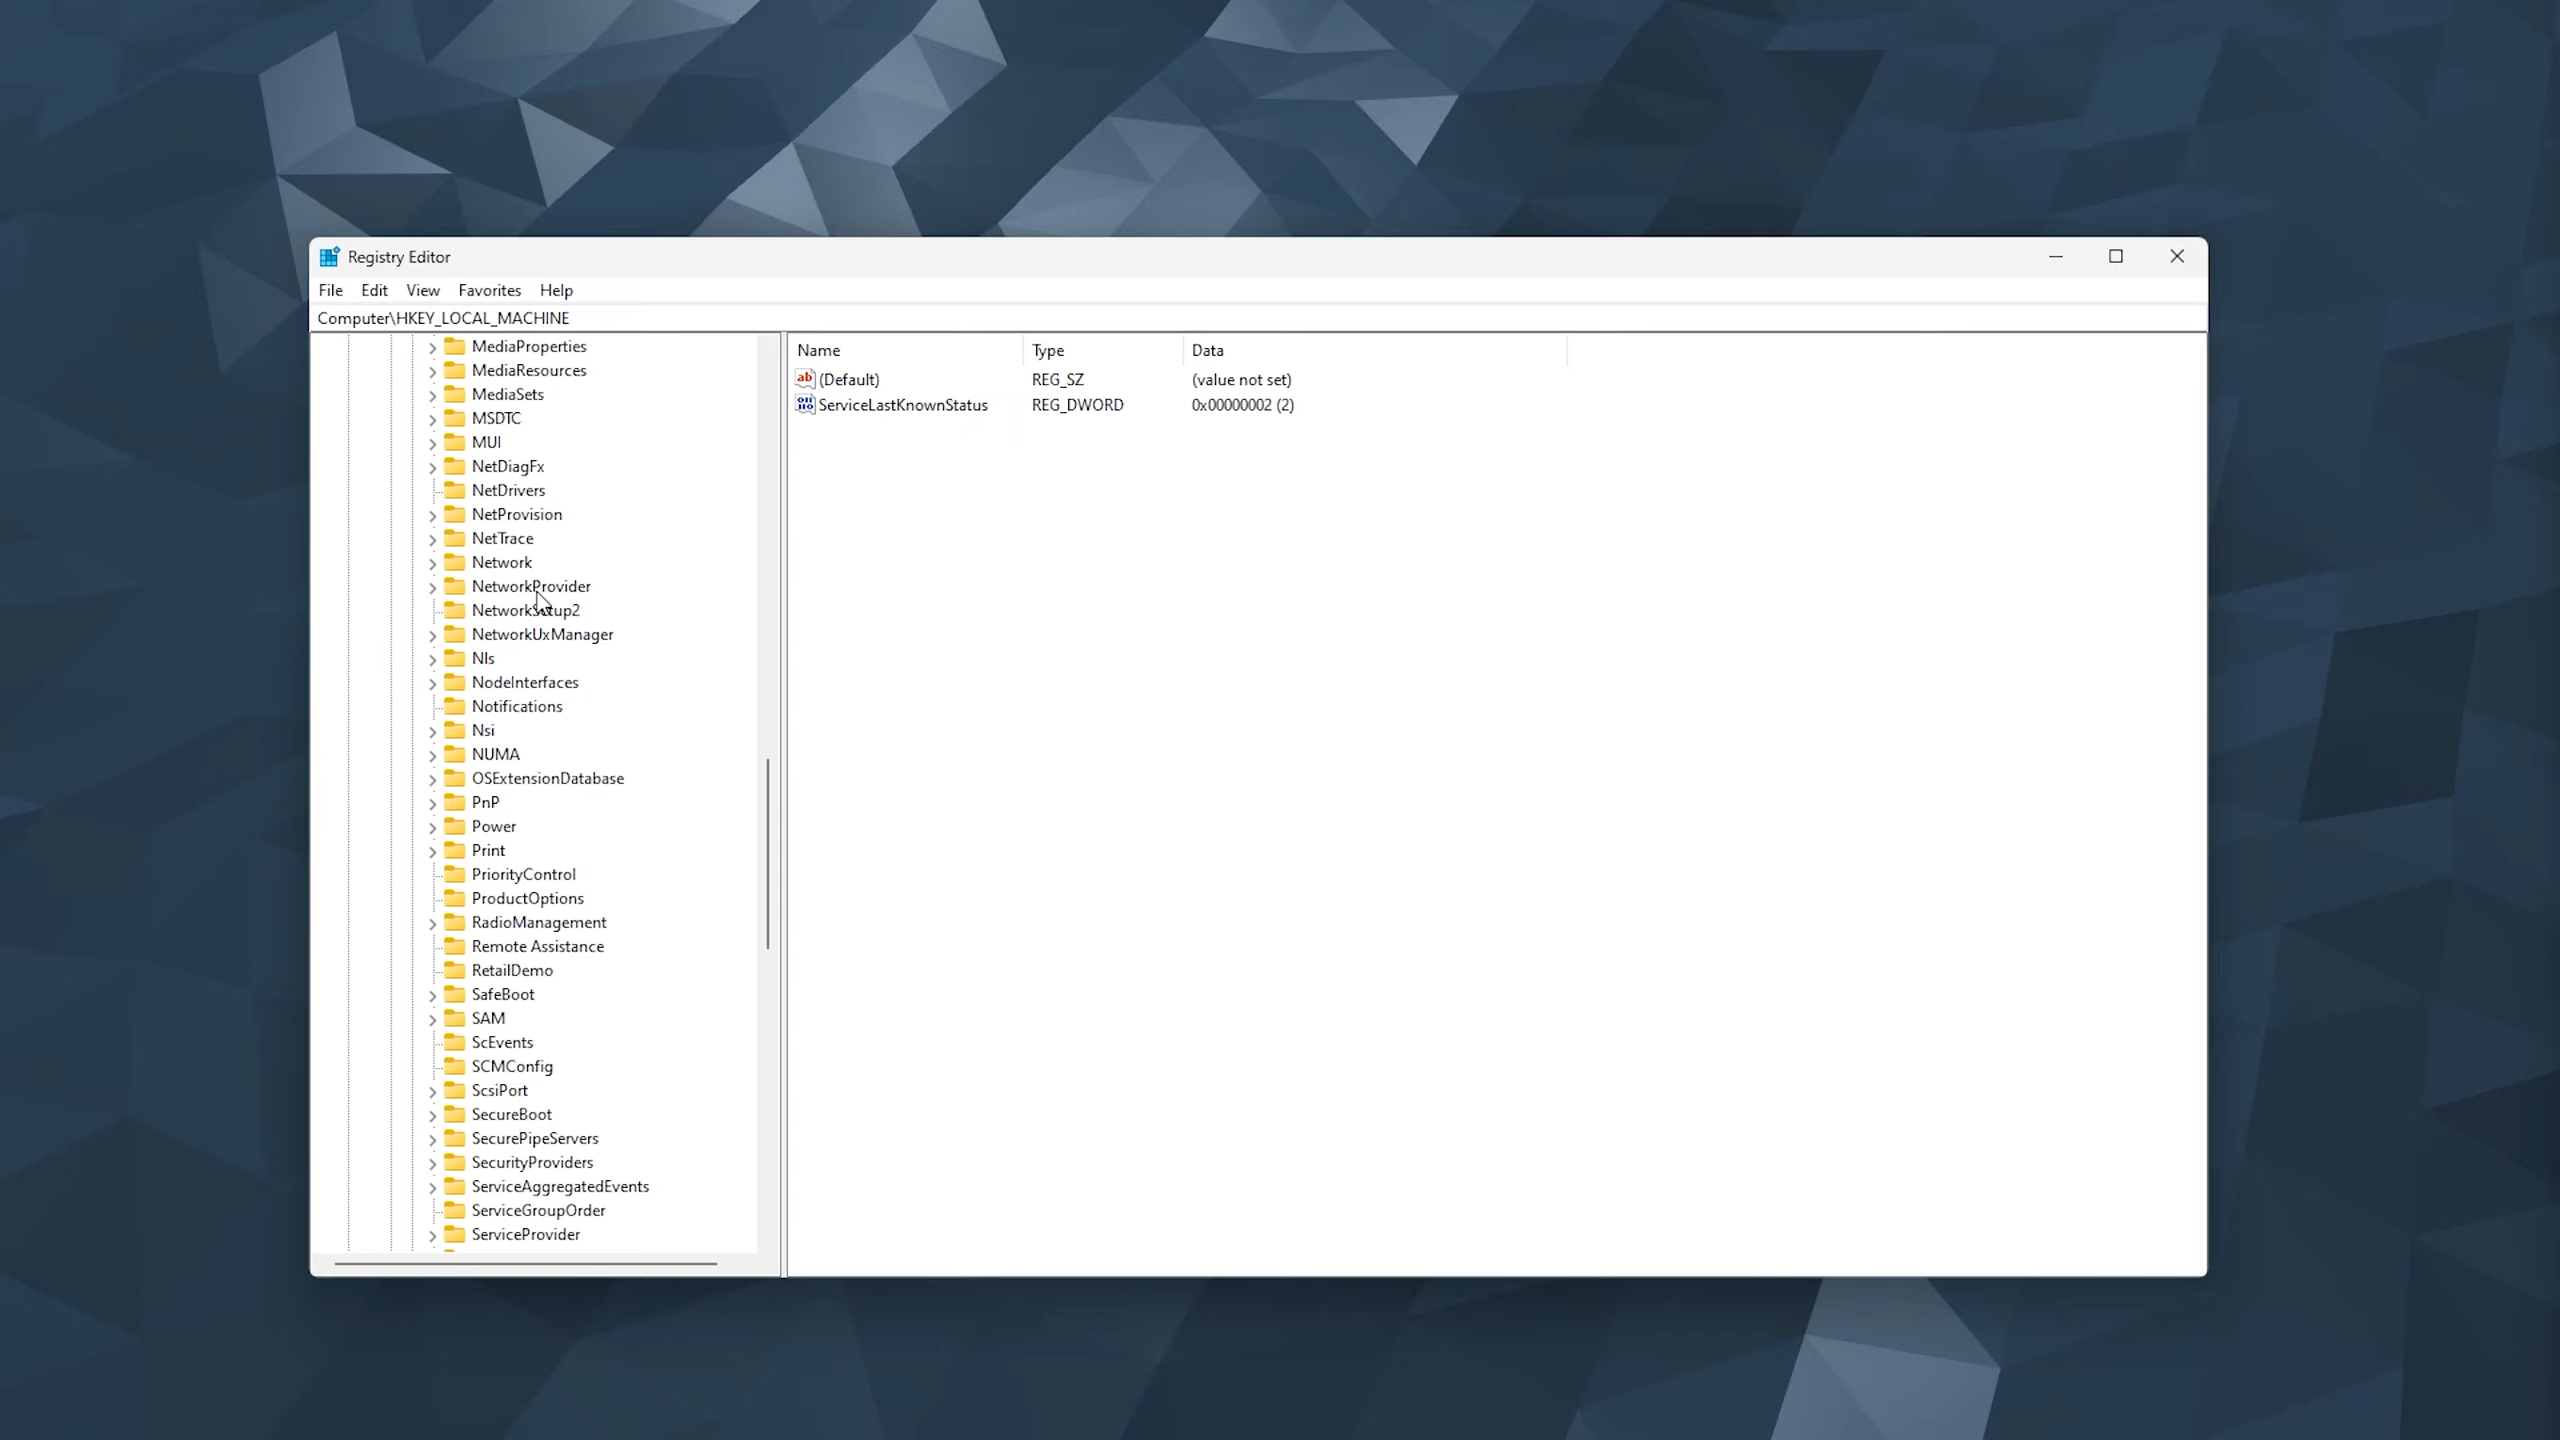 Registry Editor
File Edit View Favorites Help
Computer\HKEY_LOCAL_MACHINE
MediaProperties
MediaResources
MediaSets
MSDTC
MUI
NetDiagFx
NetDrivers
NetProvision
NetTrace
Network
NetworkProvider
NetworkSetup2
NetworkUxManager
Nls
NodeInterfaces
Notifications
Nsi
NUMA
OSExtensionDatabase
PnP
Power
Print
PriorityControl
ProductOptions
RadioManagement
Remote Assistance
RetailDemo
SafeBoot
SAM
ScEvents
SCMConfig
ScsiPort
SecureBoot
SecurePipeServers
SecurityProviders
ServiceAggregatedEvents
ServiceGroupOrder
ServiceProvider
Name Type Data
(Default) REG_SZ (value not set)
ServiceLastKnownStatus REG_DWORD 0x00000002 (2)